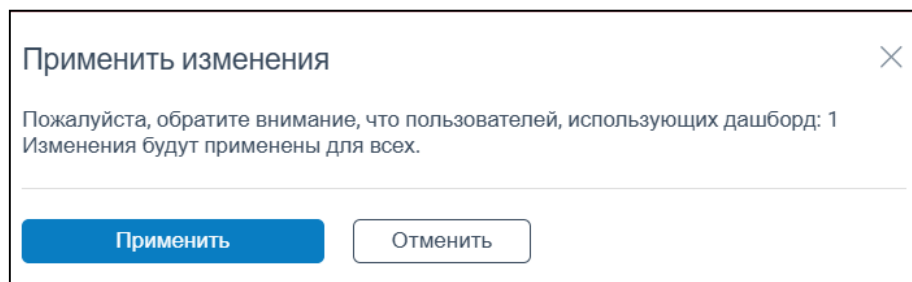 Применить изменения
Пожалуйста, обратите внимание, что пользователей, использующих дашборд: 1
Изменения будут применены для всех.
Применить
Отменить